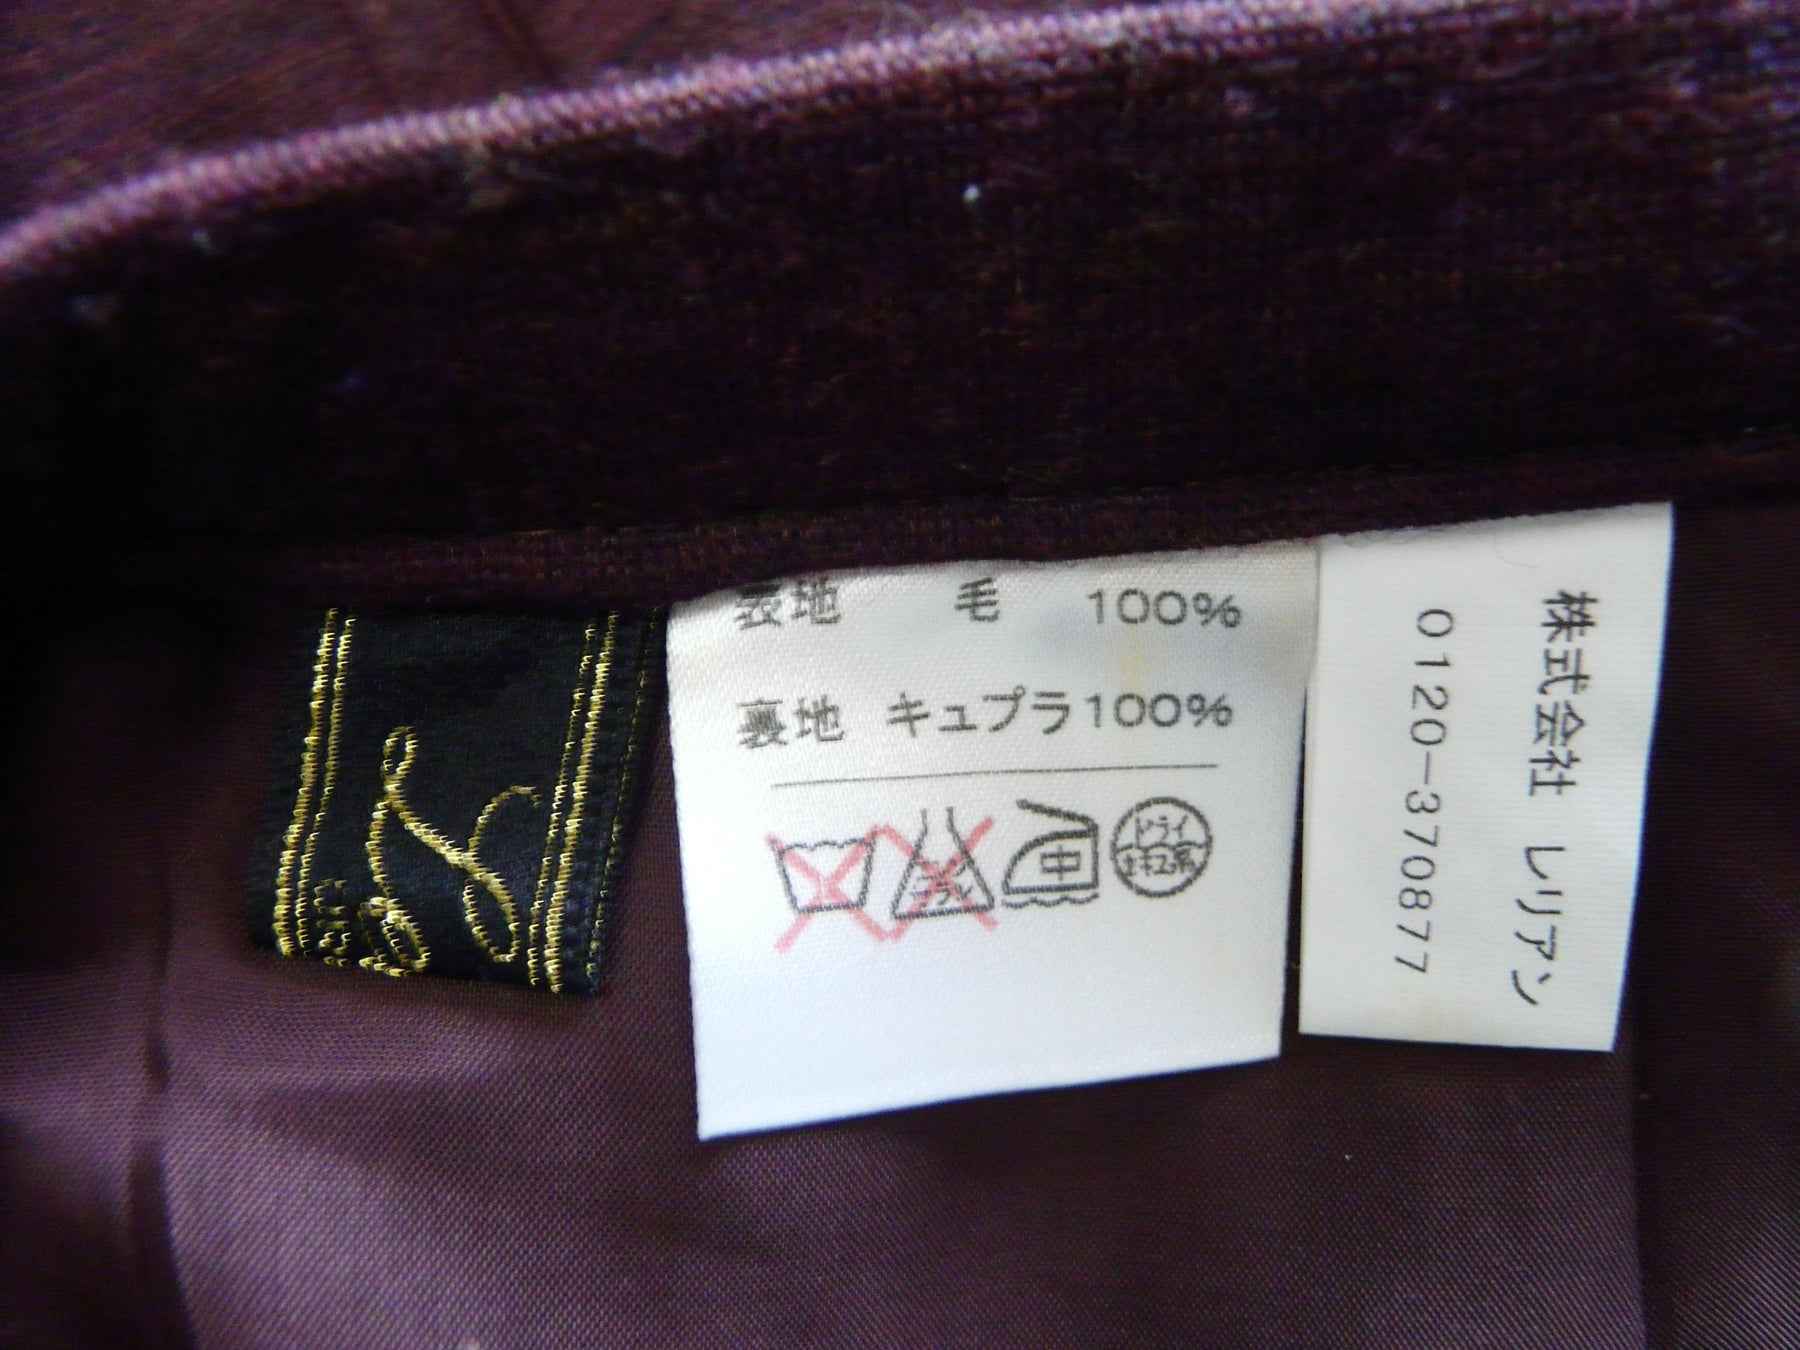 表地 毛 100%
裏地 キュプラ100%
中
ドライ
株式会社 レリアン
0120-370877